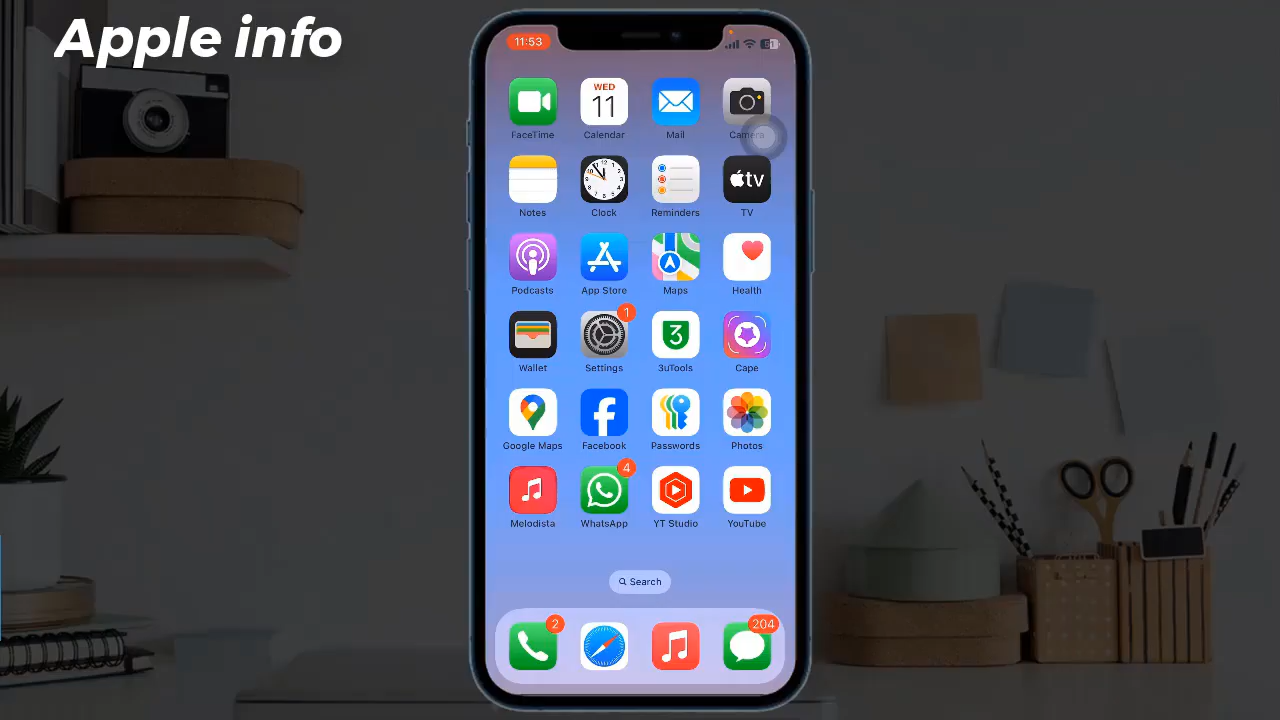 Apple info
11:53
WED
11
FaceTime
Calendar
Mail
Camera
tv
Notes
Clock
Reminders
TV
Podcasts
App Store
Maps
Health
1
3
Wallet
Settings
3uTools
Cape
Google Maps
Facebook
Passwords
Photos
4
Melodista
WhatsApp
YT Studio
YouTube
Search
2
204